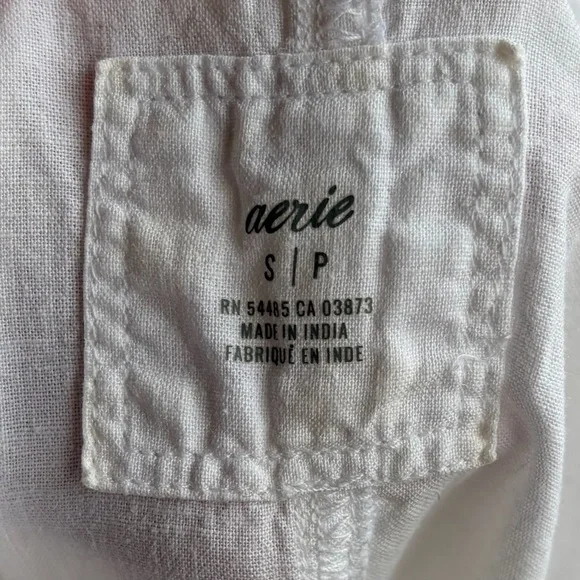 aerie
S | P
RN 54485 CA 03873
MADE IN INDIA
FABRIQUÉ EN INDE